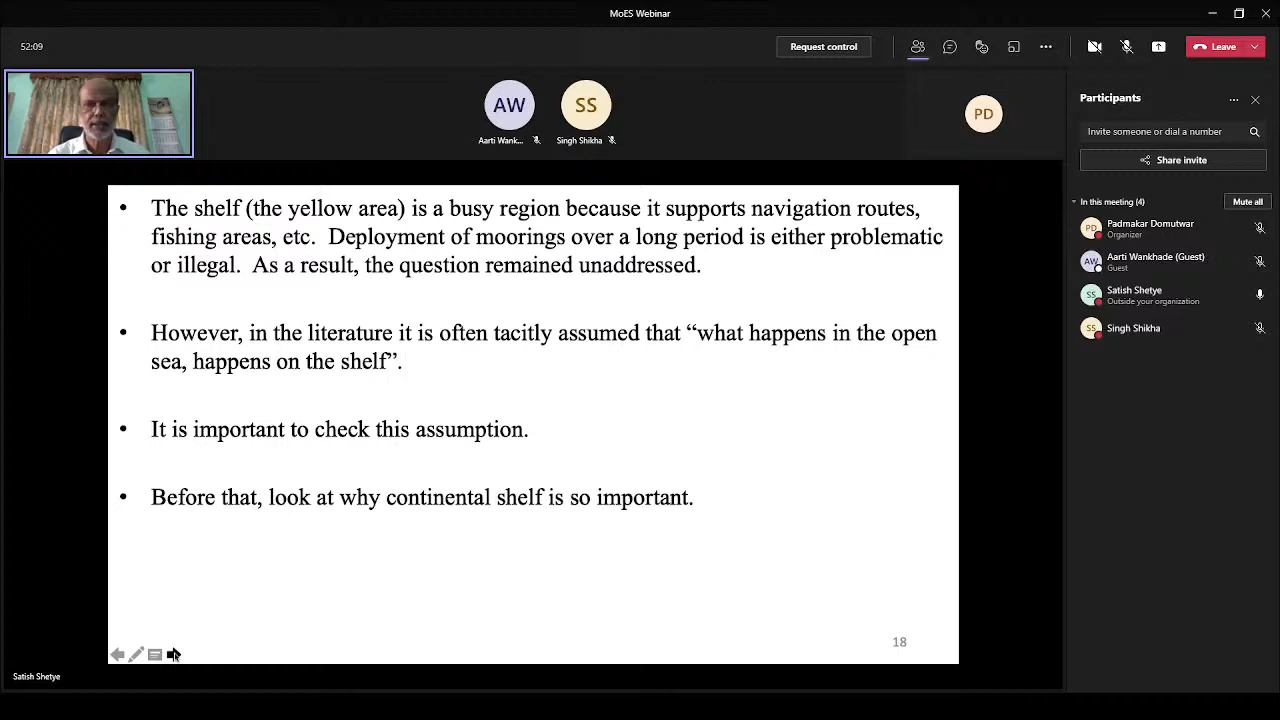 MoES Webinar
52:09
Request control
Leave
AW
SS
PD
Aarti Wank...
Singh Shikha
Participants
Invite someone or dial a number
Share invite
In this meeting (4)
Mute all
PD
Padmakar Domutwar
Organizer
AW
Aarti Wankhade (Guest)
Guest
SS
Satish Shetye
Outside your organization
SS
Singh Shikha
• The shelf (the yellow area) is a busy region because it supports navigation routes,
fishing areas, etc. Deployment of moorings over a long period is either problematic
or illegal. As a result, the question remained unaddressed.
• However, in the literature it is often tacitly assumed that “what happens in the open
sea, happens on the shelf”.
• It is important to check this assumption.
• Before that, look at why continental shelf is so important.
18
Satish Shetye